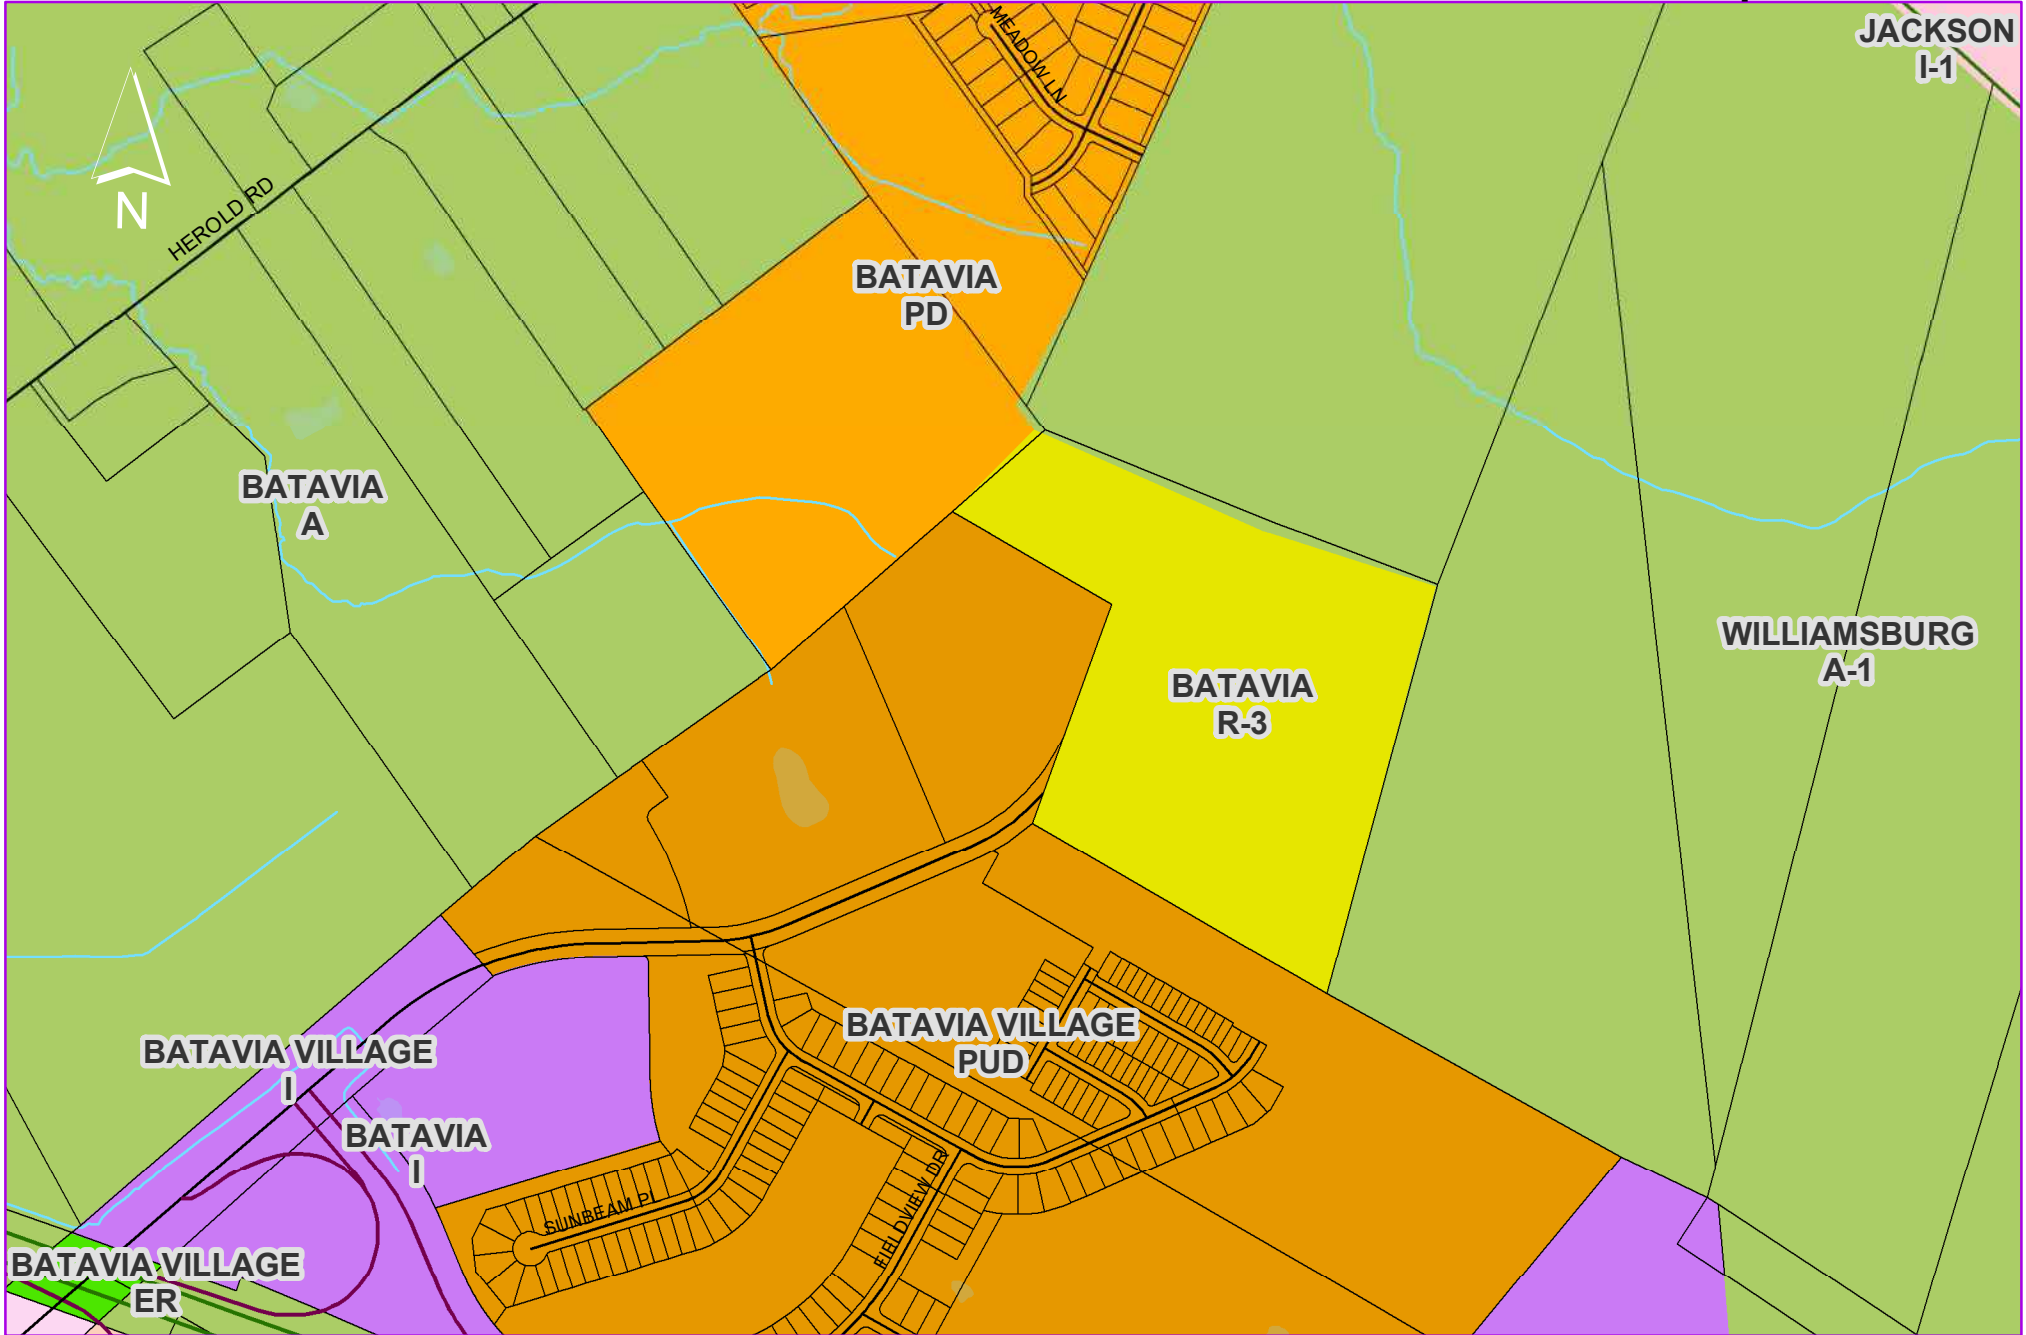 MEADOW LN
JACKSON
I-1
N
HEROLD RD
BATAVIA
PD
BATAVIA
A
WILLIAMSBURG
A-1
BATAVIA
R-3
BATAVIA VILLAGE
PUD
BATAVIA VILLAGE
I
BATAVIA
I
SUNBEAM PL
FIELDVIEW DR
BATAVIA VILLAGE
ER